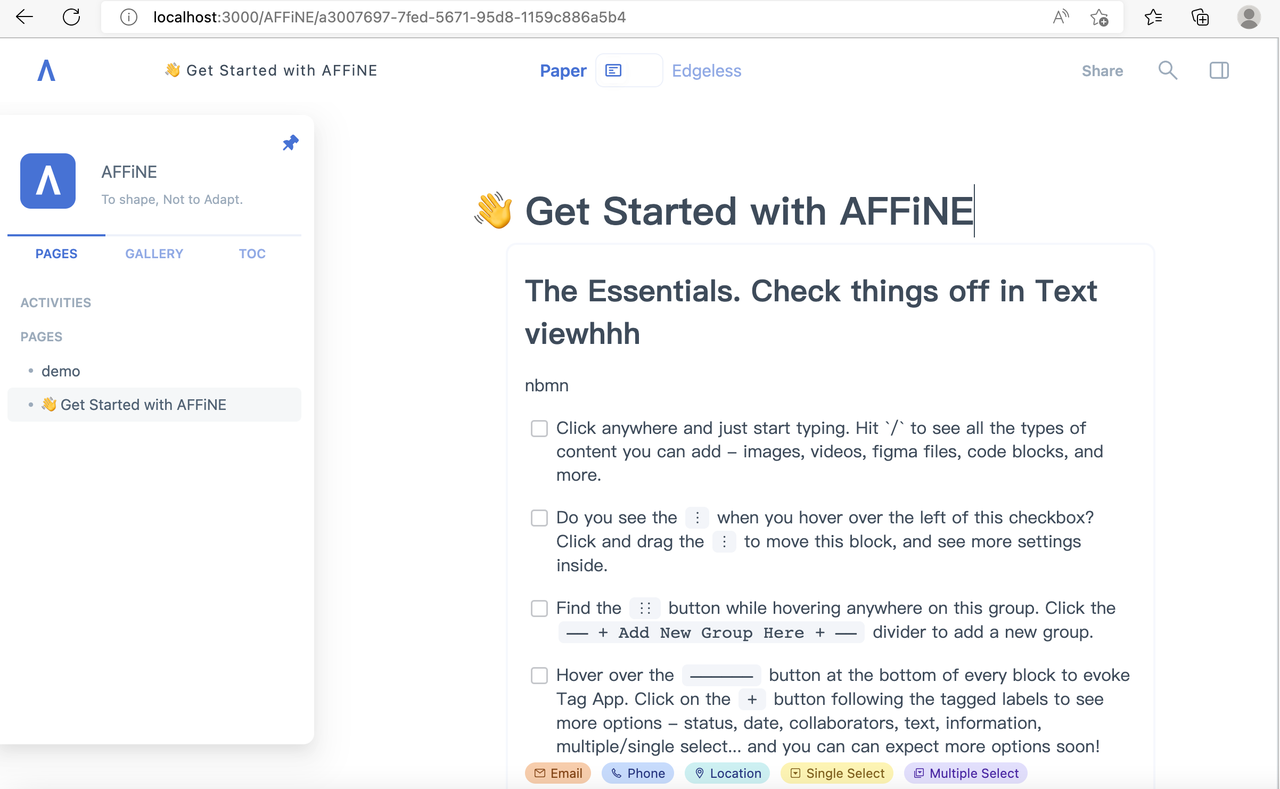 localhost:3000/AFFiNE/a3007697-7fed-5671-95d8-1159c886a5b4
👋 Get Started with AFFiNE
Paper
Edgeless
Share
AFFiNE
To shape, Not to Adapt.
PAGES
GALLERY
TOC
ACTIVITIES
PAGES
• demo
• 👋 Get Started with AFFiNE
👋 Get Started with AFFiNE
The Essentials. Check things off in Text
viewhhh
nbmn
Click anywhere and just start typing. Hit `/` to see all the types of
content you can add – images, videos, figma files, code blocks, and
more.
Do you see the ⋮ when you hover over the left of this checkbox?
Click and drag the ⋮ to move this block, and see more settings
inside.
Find the ⋮⋮ button while hovering anywhere on this group. Click the
—— + Add New Group Here + —— divider to add a new group.
Hover over the ————— button at the bottom of every block to evoke
Tag App. Click on the + button following the tagged labels to see
more options – status, date, collaborators, text, information,
multiple/single select... and you can can expect more options soon!
Email Phone Location Single Select Multiple Select